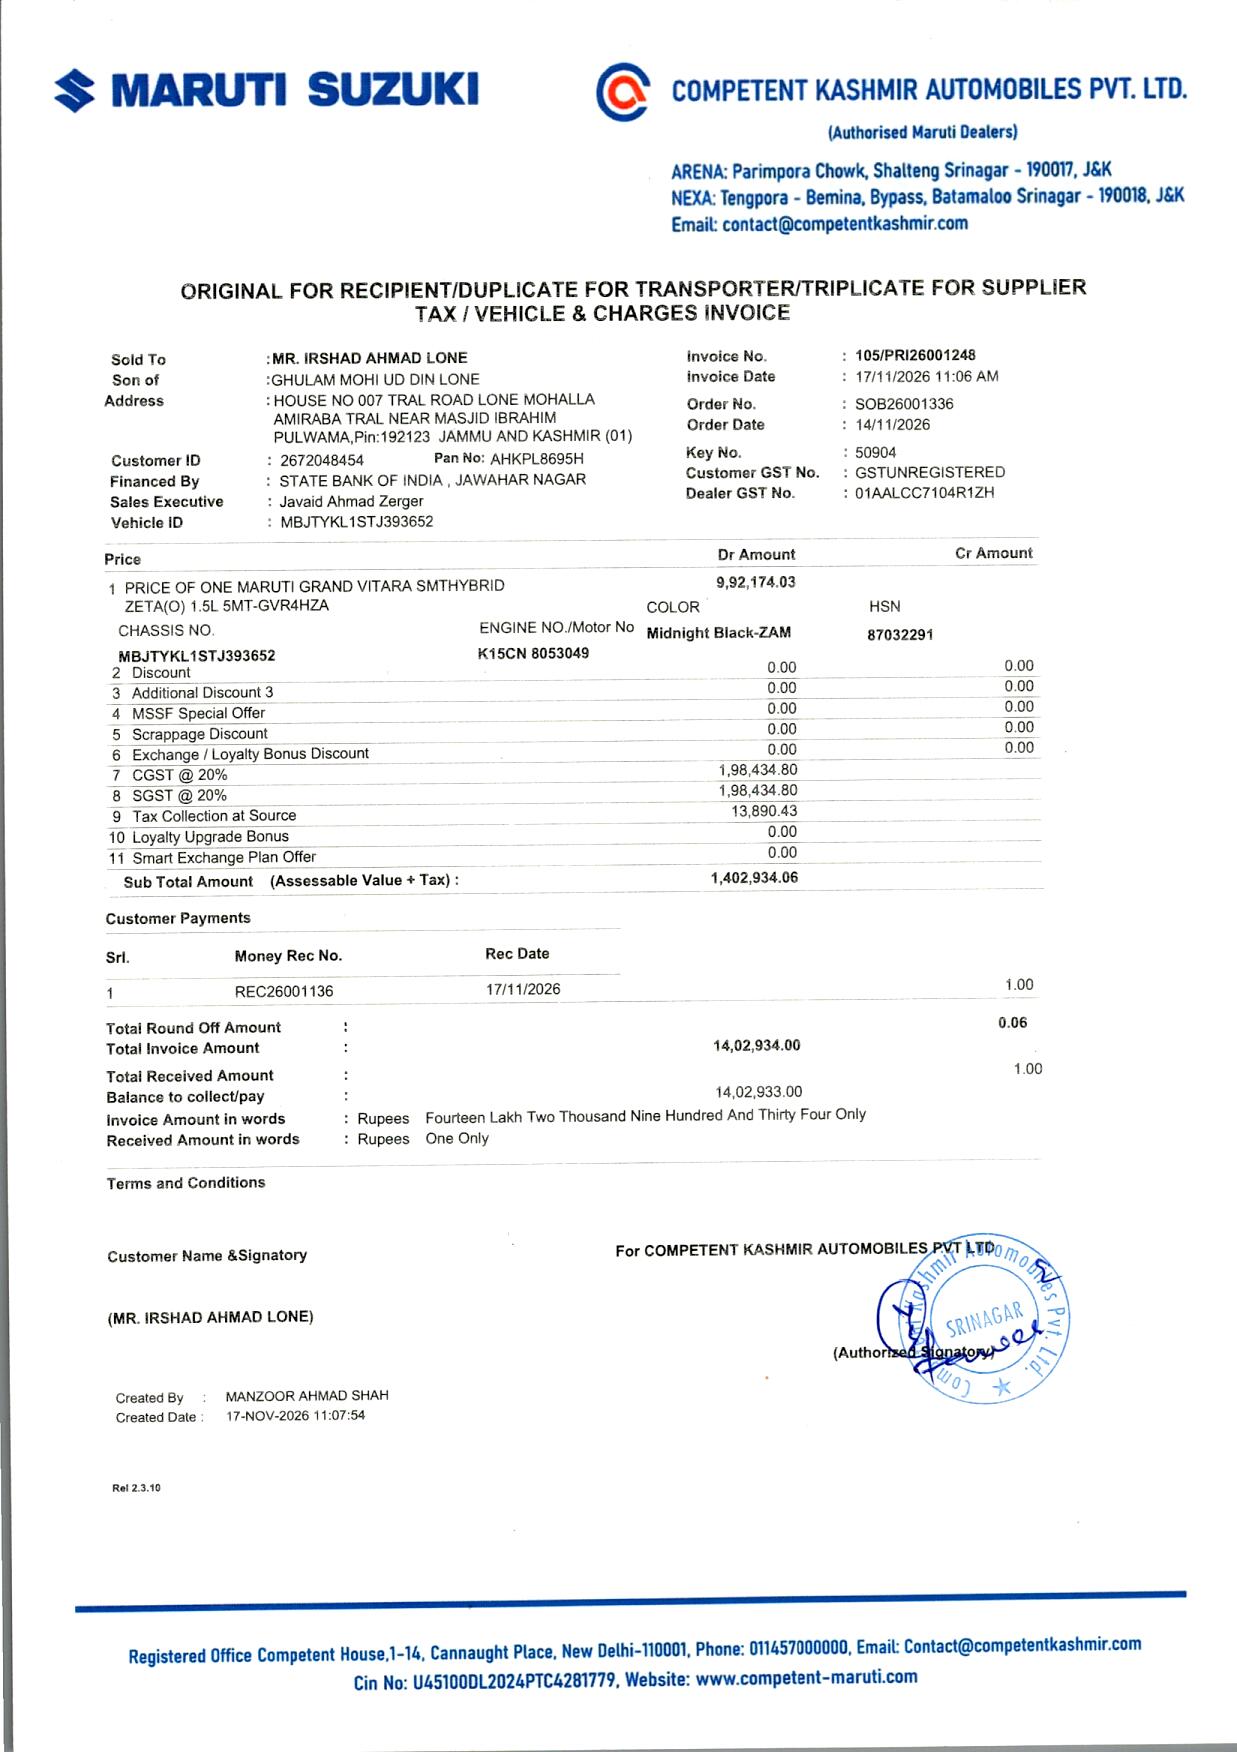 MARUTI SUZUKI
COMPETENT KASHMIR AUTOMOBILES PVT. LTD.
(Authorised Maruti Dealers)
ARENA: Parimpora Chowk, Shalteng Srinagar - 190017, J&K
NEXA: Tengpora - Bemina, Bypass, Batamaloo Srinagar - 190018, J&K
Email: contact@competentkashmir.com
ORIGINAL FOR RECIPIENT/DUPLICATE FOR TRANSPORTER/TRIPLICATE FOR SUPPLIER
TAX / VEHICLE & CHARGES INVOICE
Sold To : MR. IRSHAD AHMAD LONE
Son of : GHULAM MOHI UD DIN LONE
Address : HOUSE NO 007 TRAL ROAD LONE MOHALLA
AMIRABA TRAL NEAR MASJID IBRAHIM
PULWAMA,Pin:192123 JAMMU AND KASHMIR (01)
Customer ID : 2672048454 Pan No: AHKPL8695H
Financed By : STATE BANK OF INDIA , JAWAHAR NAGAR
Sales Executive : Javaid Ahmad Zerger
Vehicle ID : MBJTYKL1STJ393652
Invoice No. : 105/PRI26001248
Invoice Date : 17/11/2026 11:06 AM
Order No. : SOB26001336
Order Date : 14/11/2026
Key No. : 50904
Customer GST No. : GSTUNREGISTERED
Dealer GST No. : 01AALCC7104R1ZH
Price Dr Amount Cr Amount
1 PRICE OF ONE MARUTI GRAND VITARA SMTHYBRID 9,92,174.03
ZETA(O) 1.5L 5MT-GVR4HZA COLOR HSN
CHASSIS NO. ENGINE NO./Motor No Midnight Black-ZAM 87032291
MBJTYKL1STJ393652 K15CN 8053049
2 Discount 0.00 0.00
3 Additional Discount 3 0.00 0.00
4 MSSF Special Offer 0.00 0.00
5 Scrappage Discount 0.00 0.00
6 Exchange / Loyalty Bonus Discount 0.00 0.00
7 CGST @ 20% 1,98,434.80
8 SGST @ 20% 1,98,434.80
9 Tax Collection at Source 13,890.43
10 Loyalty Upgrade Bonus 0.00
11 Smart Exchange Plan Offer 0.00
Sub Total Amount (Assessable Value + Tax) : 1,402,934.06
Customer Payments
Srl. Money Rec No. Rec Date
1 REC26001136 17/11/2026 1.00
Total Round Off Amount : 0.06
Total Invoice Amount : 14,02,934.00
Total Received Amount : 1.00
Balance to collect/pay : 14,02,933.00
Invoice Amount in words : Rupees Fourteen Lakh Two Thousand Nine Hundred And Thirty Four Only
Received Amount in words : Rupees One Only
Terms and Conditions
Customer Name &Signatory
For COMPETENT KASHMIR AUTOMOBILES PVT LTD
(MR. IRSHAD AHMAD LONE)
Kashmir Automobiles Pvt. Ltd.
SRINAGAR
(Authorized Signatory)
Created By : MANZOOR AHMAD SHAH
Created Date : 17-NOV-2026 11:07:54
Rel 2.3.10
Registered Office Competent House,1-14, Cannaught Place, New Delhi-110001, Phone: 011457000000, Email: Contact@competentkashmir.com
Cin No: U45100DL2024PTC4281779, Website: www.competent-maruti.com